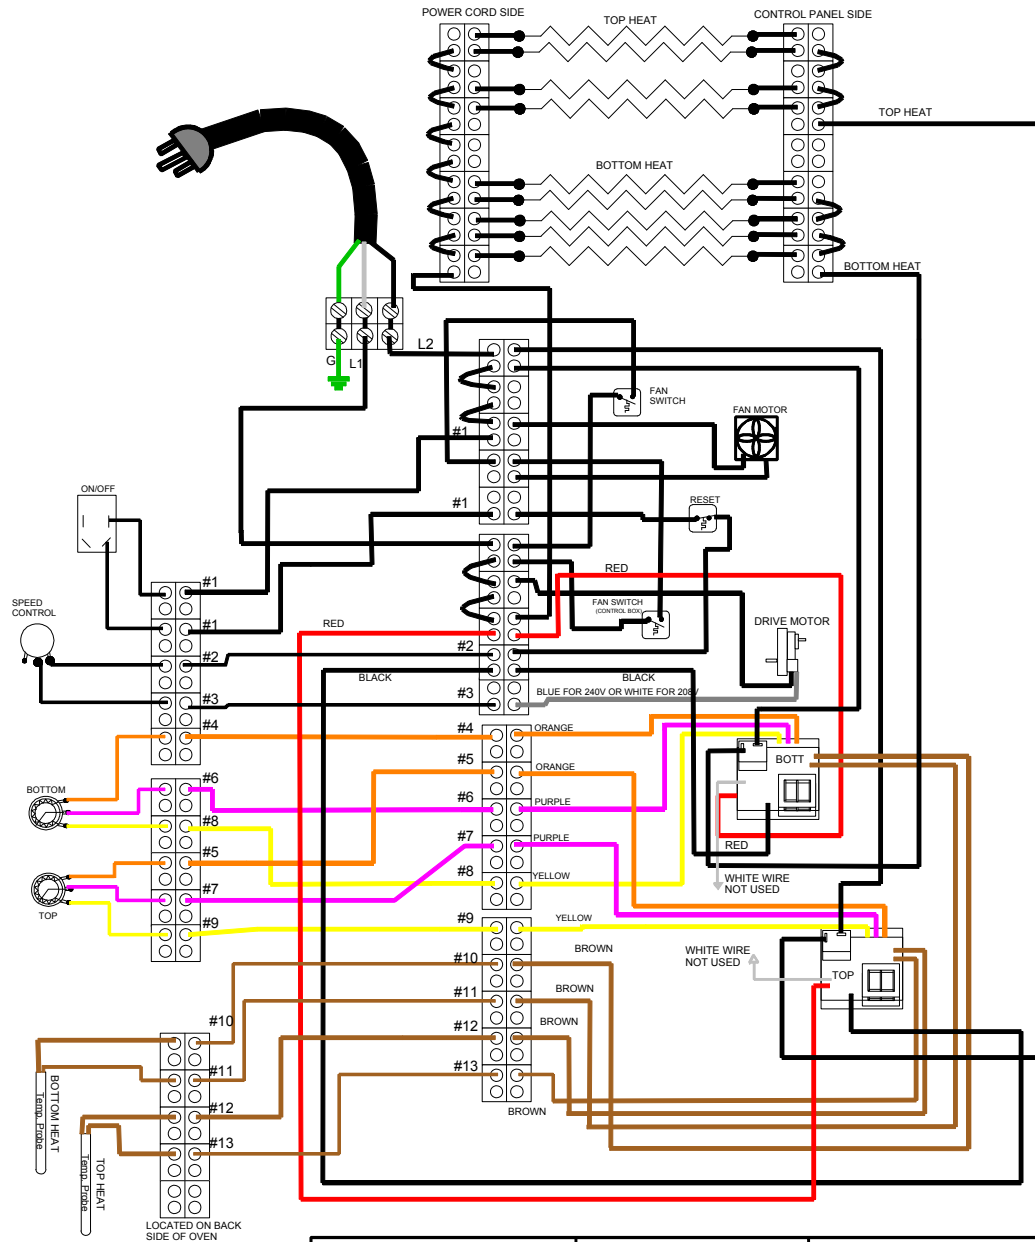 POWER CORD SIDE
TOP HEAT
CONTROL PANEL SIDE
TOP HEAT
BOTTOM HEAT
BOTTOM HEAT
G
L1
L2
FAN
SWITCH
FAN MOTOR
#1
ON/OFF
#1
RESET
RED
#1
SPEED
CONTROL
#1
FAN SWITCH
(CONTROL BOX)
RED
DRIVE MOTOR
#2
#2
BLACK
BLACK
#3
#3
BLUE FOR 240V OR WHITE FOR 208V
#4
#4
ORANGE
BOTT
#5
ORANGE
#6
BOTTOM
#6
PURPLE
#8
#7
PURPLE
RED
#5
#8
YELLOW
WHITE WIRE
NOT USED
#7
TOP
#9
#9
YELLOW
#10
BROWN
WHITE WIRE
NOT USED
TOP
#11
BROWN
#10
#12
BROWN
#11
#13
BOTTOM HEAT
Temp. Probe
#12
BROWN
#13
TOP HEAT
Temp. Probe
LOCATED ON BACK
SIDE OF OVEN